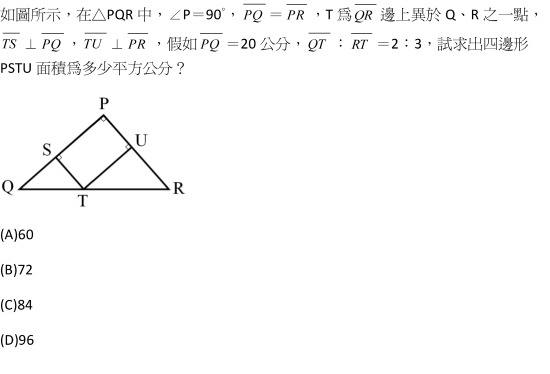 如圖所示，在△PQR 中，∠P＝90°，PQ ＝ PR ，T 為 QR 邊上異於 Q、R 之一點，
TS ⊥ PQ ，TU ⊥ PR ，假如 PQ ＝20 公分，QT ： RT ＝2：3，試求出四邊形
PSTU 面積為多少平方公分？
P
U
S
Q
R
T
(A)60
(B)72
(C)84
(D)96